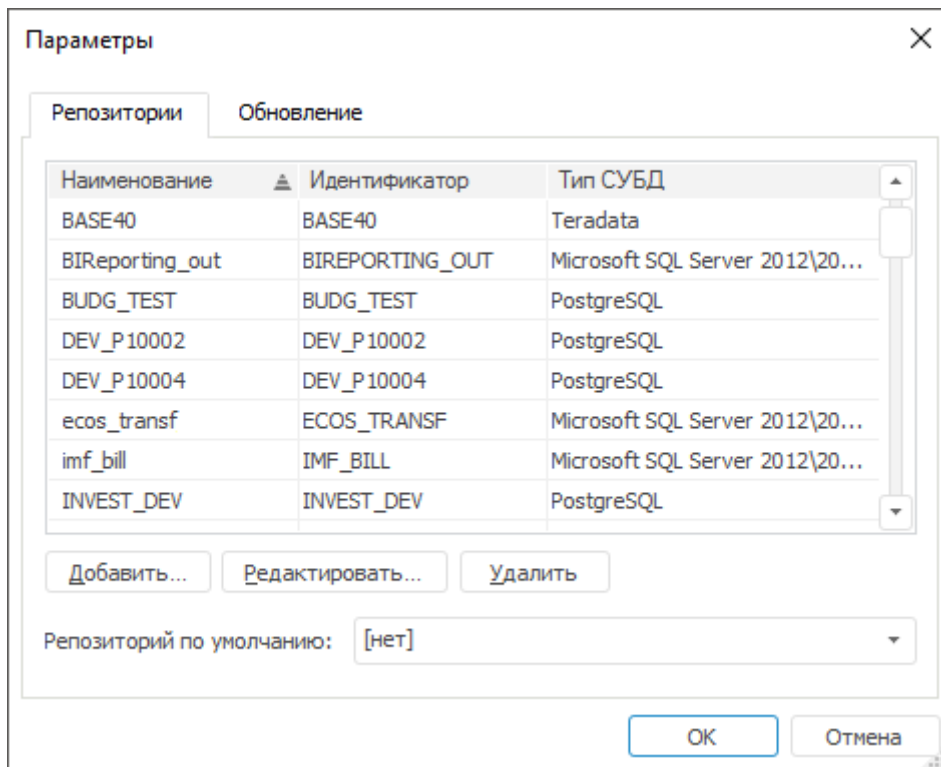 Параметры
Репозитории Обновление
Наименование Идентификатор Тип СУБД
BASE40 BASE40 Teradata
BIReporting_out BIREPORTING_OUT Microsoft SQL Server 2012\20...
BUDG_TEST BUDG_TEST PostgreSQL
DEV_P10002 DEV_P10002 PostgreSQL
DEV_P10004 DEV_P10004 PostgreSQL
ecos_transf ECOS_TRANSF Microsoft SQL Server 2012\20...
imf_bill IMF_BILL Microsoft SQL Server 2012\20...
INVEST_DEV INVEST_DEV PostgreSQL
Добавить... Редактировать... Удалить
Репозиторий по умолчанию: [нет]
ОК Отмена